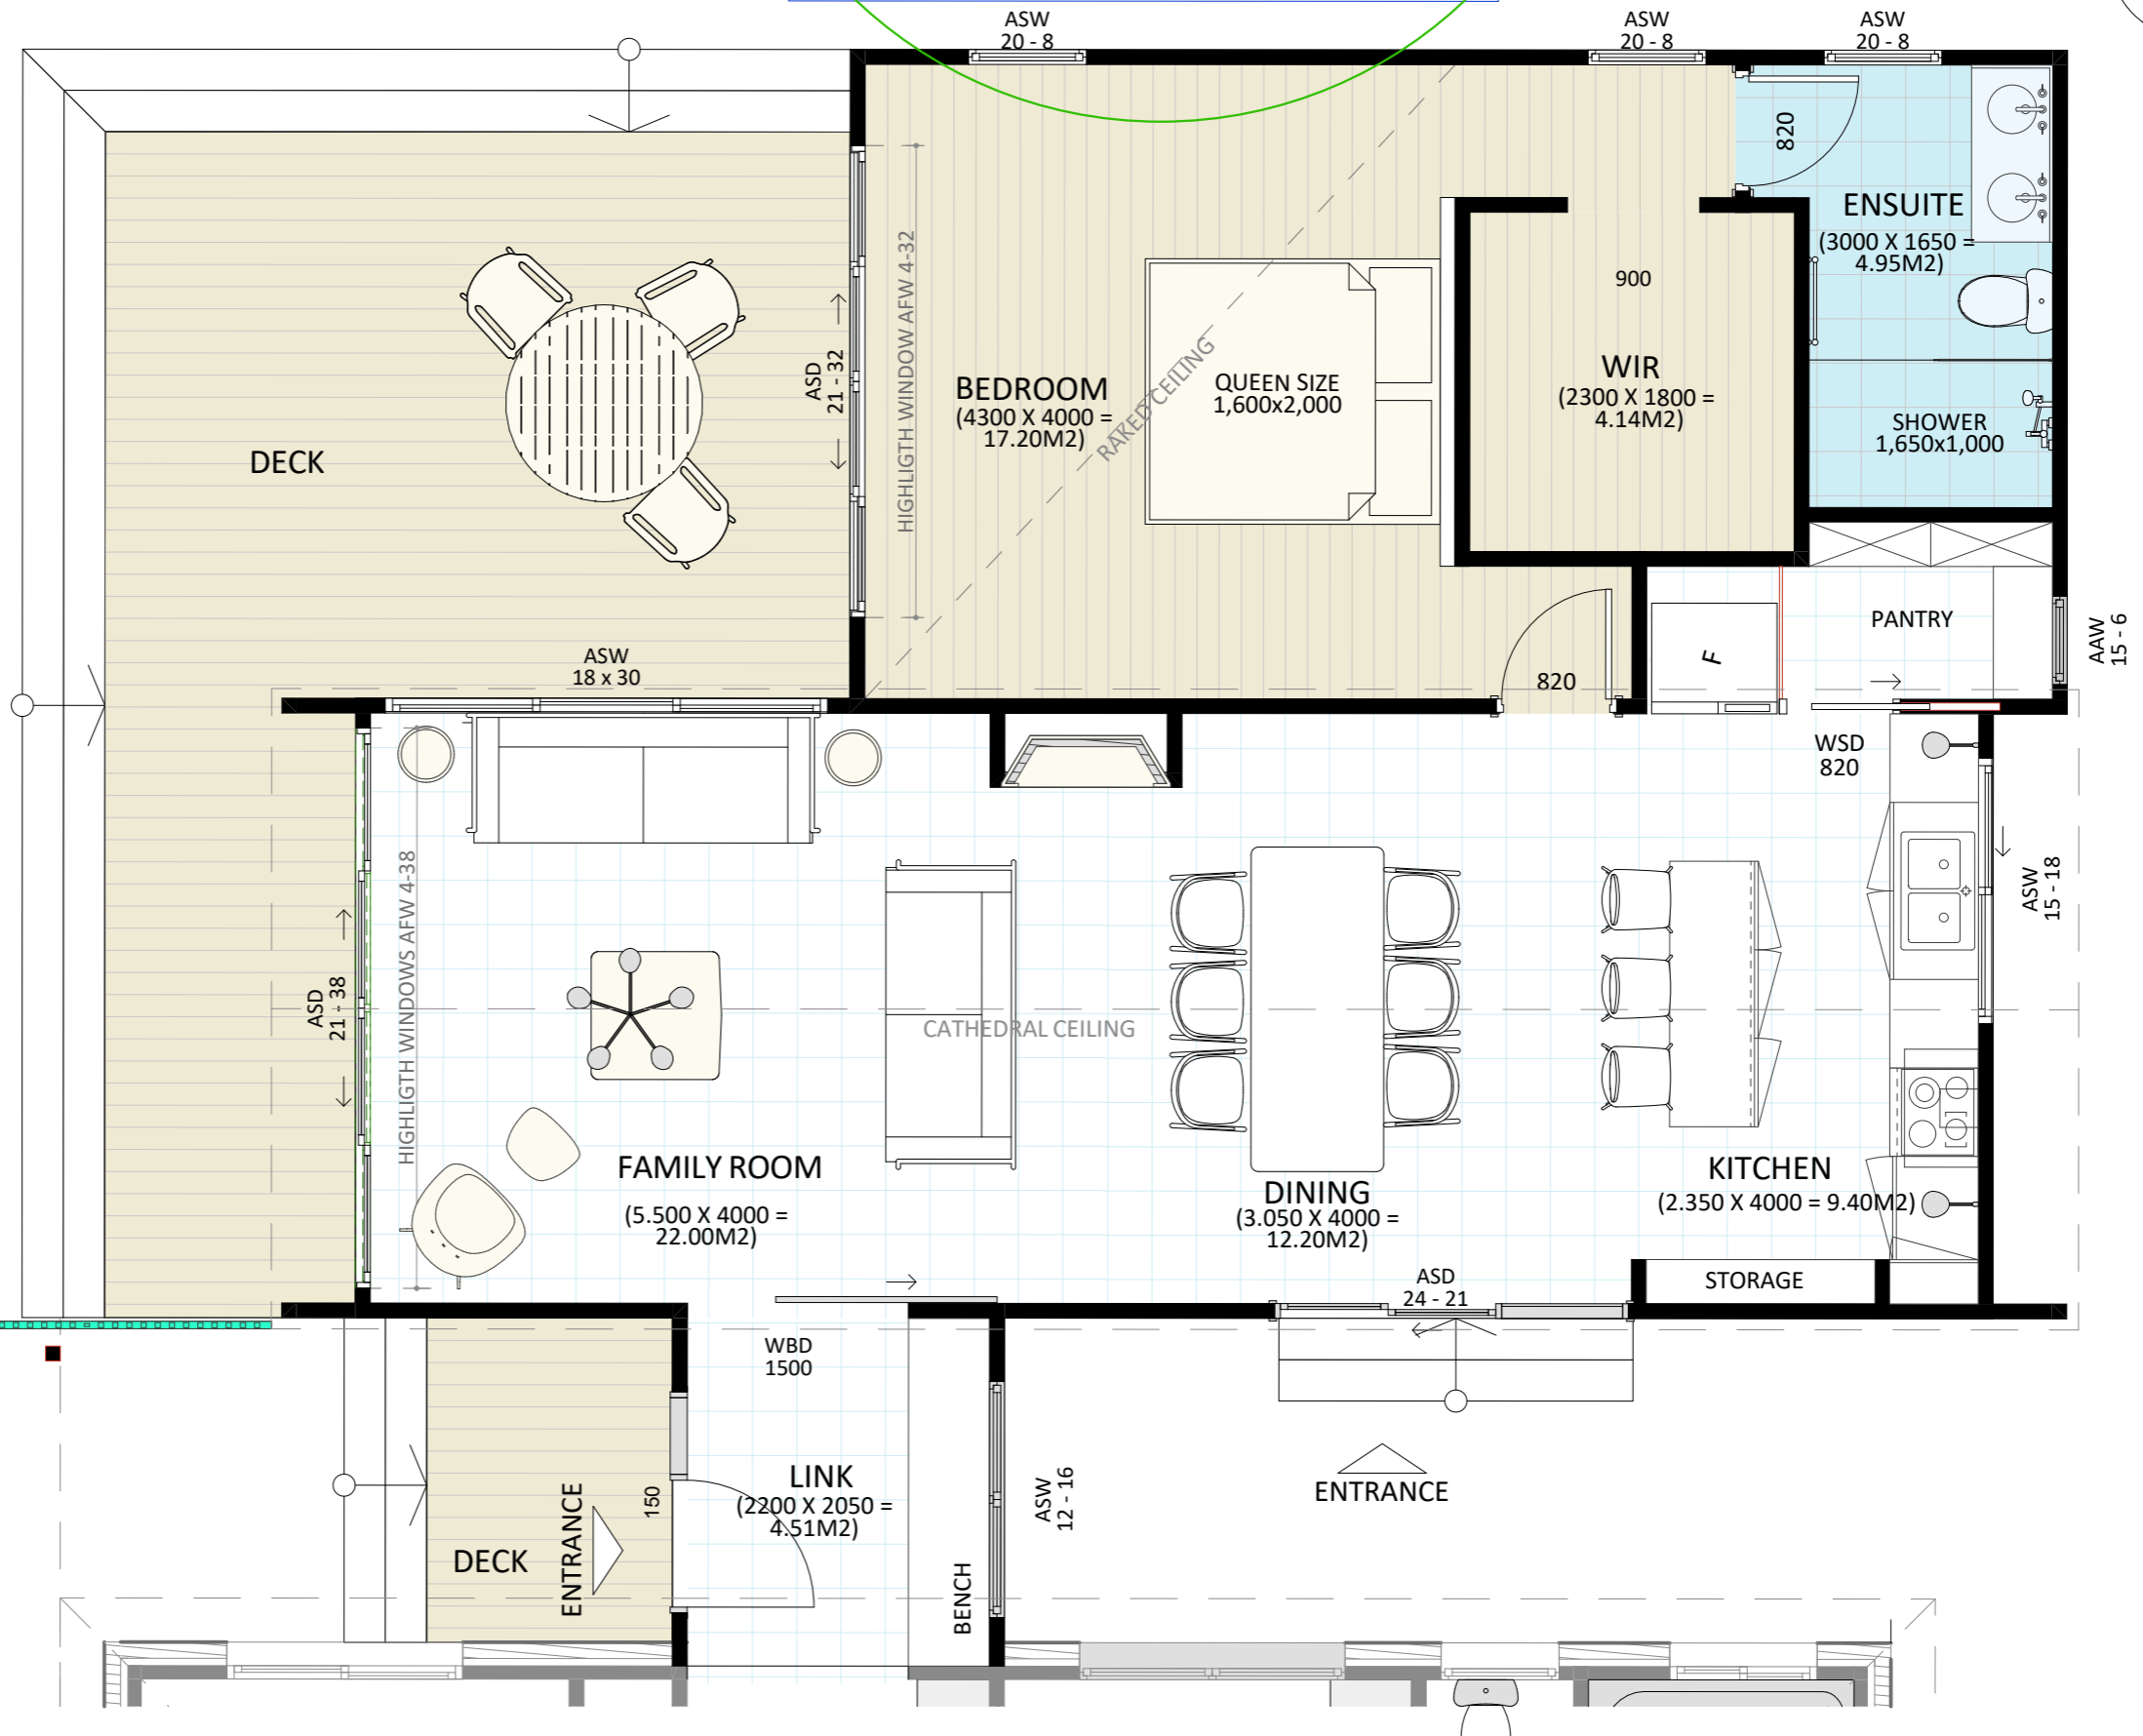 ASW
20 - 8
ASW
20 - 8
ASW
20 - 8
820
ENSUITE
(3000 X 1650 =
4.95M2)
HIGHLIGTH WINDOW AFW 4-32
900
ASD
21 - 32
BEDROOM
(4300 X 4000 =
17.20M2)
RAKED CEILING
QUEEN SIZE
1,600x2,000
WIR
(2300 X 1800 =
4.14M2)
SHOWER
1,650x1,000
DECK
PANTRY
AAW
15 - 6
F
ASW
18 x 30
820
WSD
820
ASW
15 - 18
HIGHLIGTH WINDOWS AFW 4-38
ASD
21 - 38
CATHEDRAL CEILING
FAMILY ROOM
(5.500 X 4000 =
22.00M2)
DINING
(3.050 X 4000 =
12.20M2)
KITCHEN
(2.350 X 4000 = 9.40M2)
ASD
24 - 21
STORAGE
WBD
1500
LINK
(2200 X 2050 =
4.51M2)
150
ENTRANCE
DECK
BENCH
ASW
12 - 16
ENTRANCE